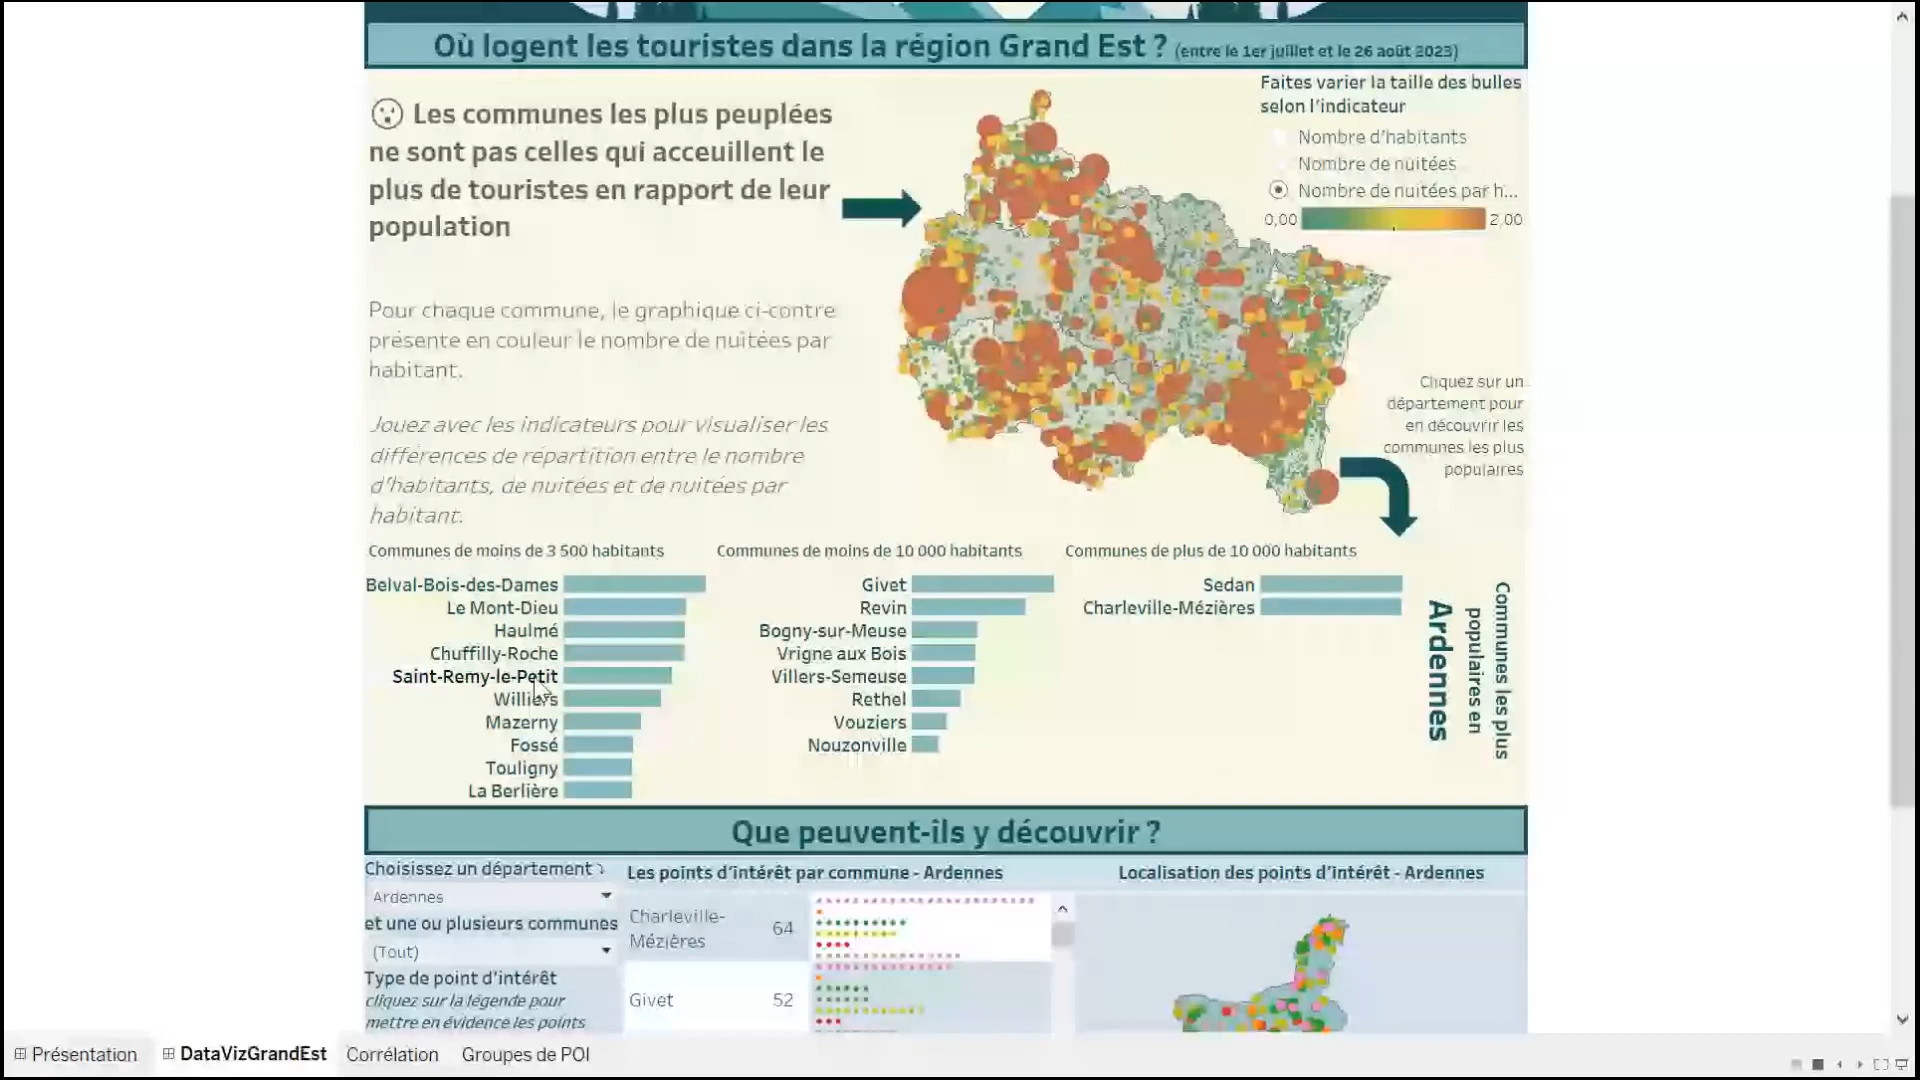 Où logent les touristes dans la région Grand Est ? (entre le 1er juillet et le 26 août 2023)
Les communes les plus peuplées
ne sont pas celles qui acceuillent le
plus de touristes en rapport de leur
population
Pour chaque commune, le graphique ci-contre
présente en couleur le nombre de nuitées par
habitant.
Jouez avec les indicateurs pour visualiser les
différences de répartition entre le nombre
d'habitants, de nuitées et de nuitées par
habitant.
Faites varier la taille des bulles
selon l'indicateur
Nombre d'habitants
Nombre de nuitées
Nombre de nuitées par h...
0,00 2,00
Cliquez sur un
département pour
en découvrir les
communes les plus
populaires
Communes de moins de 3 500 habitants
Belval-Bois-des-Dames
Le Mont-Dieu
Haulmé
Chuffilly-Roche
Saint-Remy-le-Petit
Williers
Mazerny
Fossé
Touligny
La Berlière
Communes de moins de 10 000 habitants
Givet
Revin
Bogny-sur-Meuse
Vrigne aux Bois
Villers-Semeuse
Rethel
Vouziers
Nouzonville
Communes de plus de 10 000 habitants
Sedan
Charleville-Mézières
Communes les plus
populaires en
Ardennes
Que peuvent-ils y découvrir ?
Choisissez un département
Ardennes
et une ou plusieurs communes
(Tout)
Type de point d'intérêt
cliquez sur la légende pour
mettre en évidence les points
Les points d'intérêt par commune - Ardennes
Charleville-
Mézières 64
Givet 52
Localisation des points d'intérêt - Ardennes
Présentation DataVizGrandEst Corrélation Groupes de POI